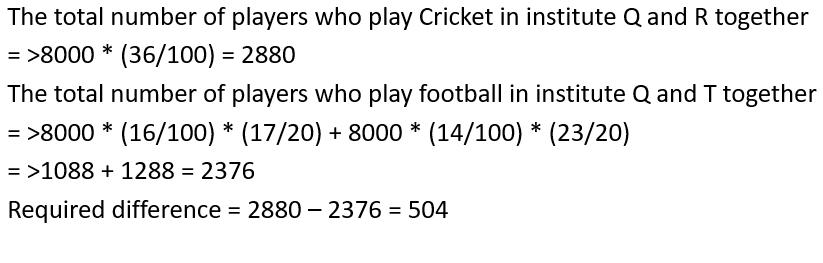 The total number of players who play Cricket in institute Q and R together
= >8000 * (36/100) = 2880
The total number of players who play football in institute Q and T together
= >8000 * (16/100) * (17/20) + 8000 * (14/100) * (23/20)
= >1088 + 1288 = 2376
Required difference = 2880 – 2376 = 504